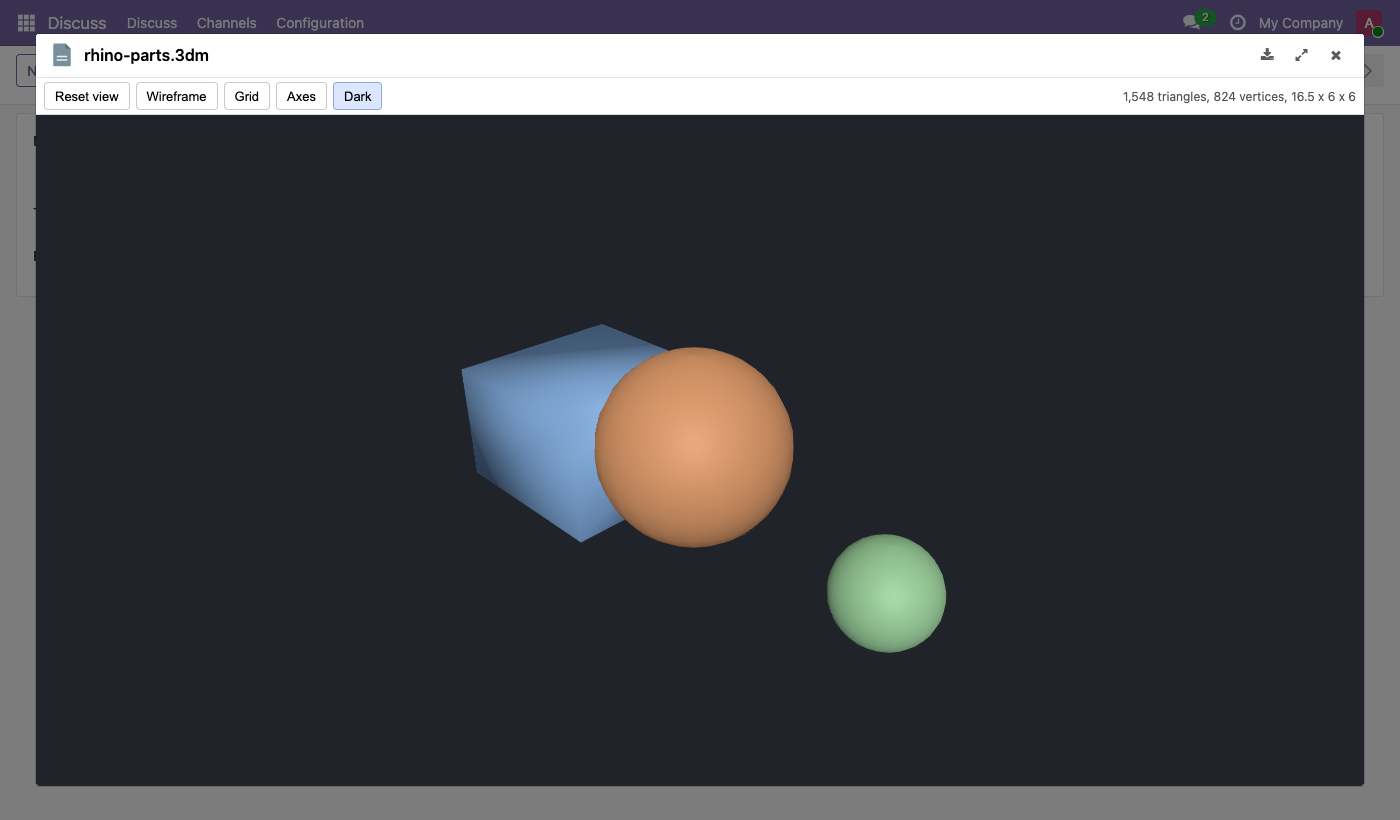 Discuss
Discuss
Channels
Configuration
2
My Company
A
rhino-parts.3dm
Reset view
Wireframe
Grid
Axes
Dark
1,548 triangles, 824 vertices, 16.5 x 6 x 6